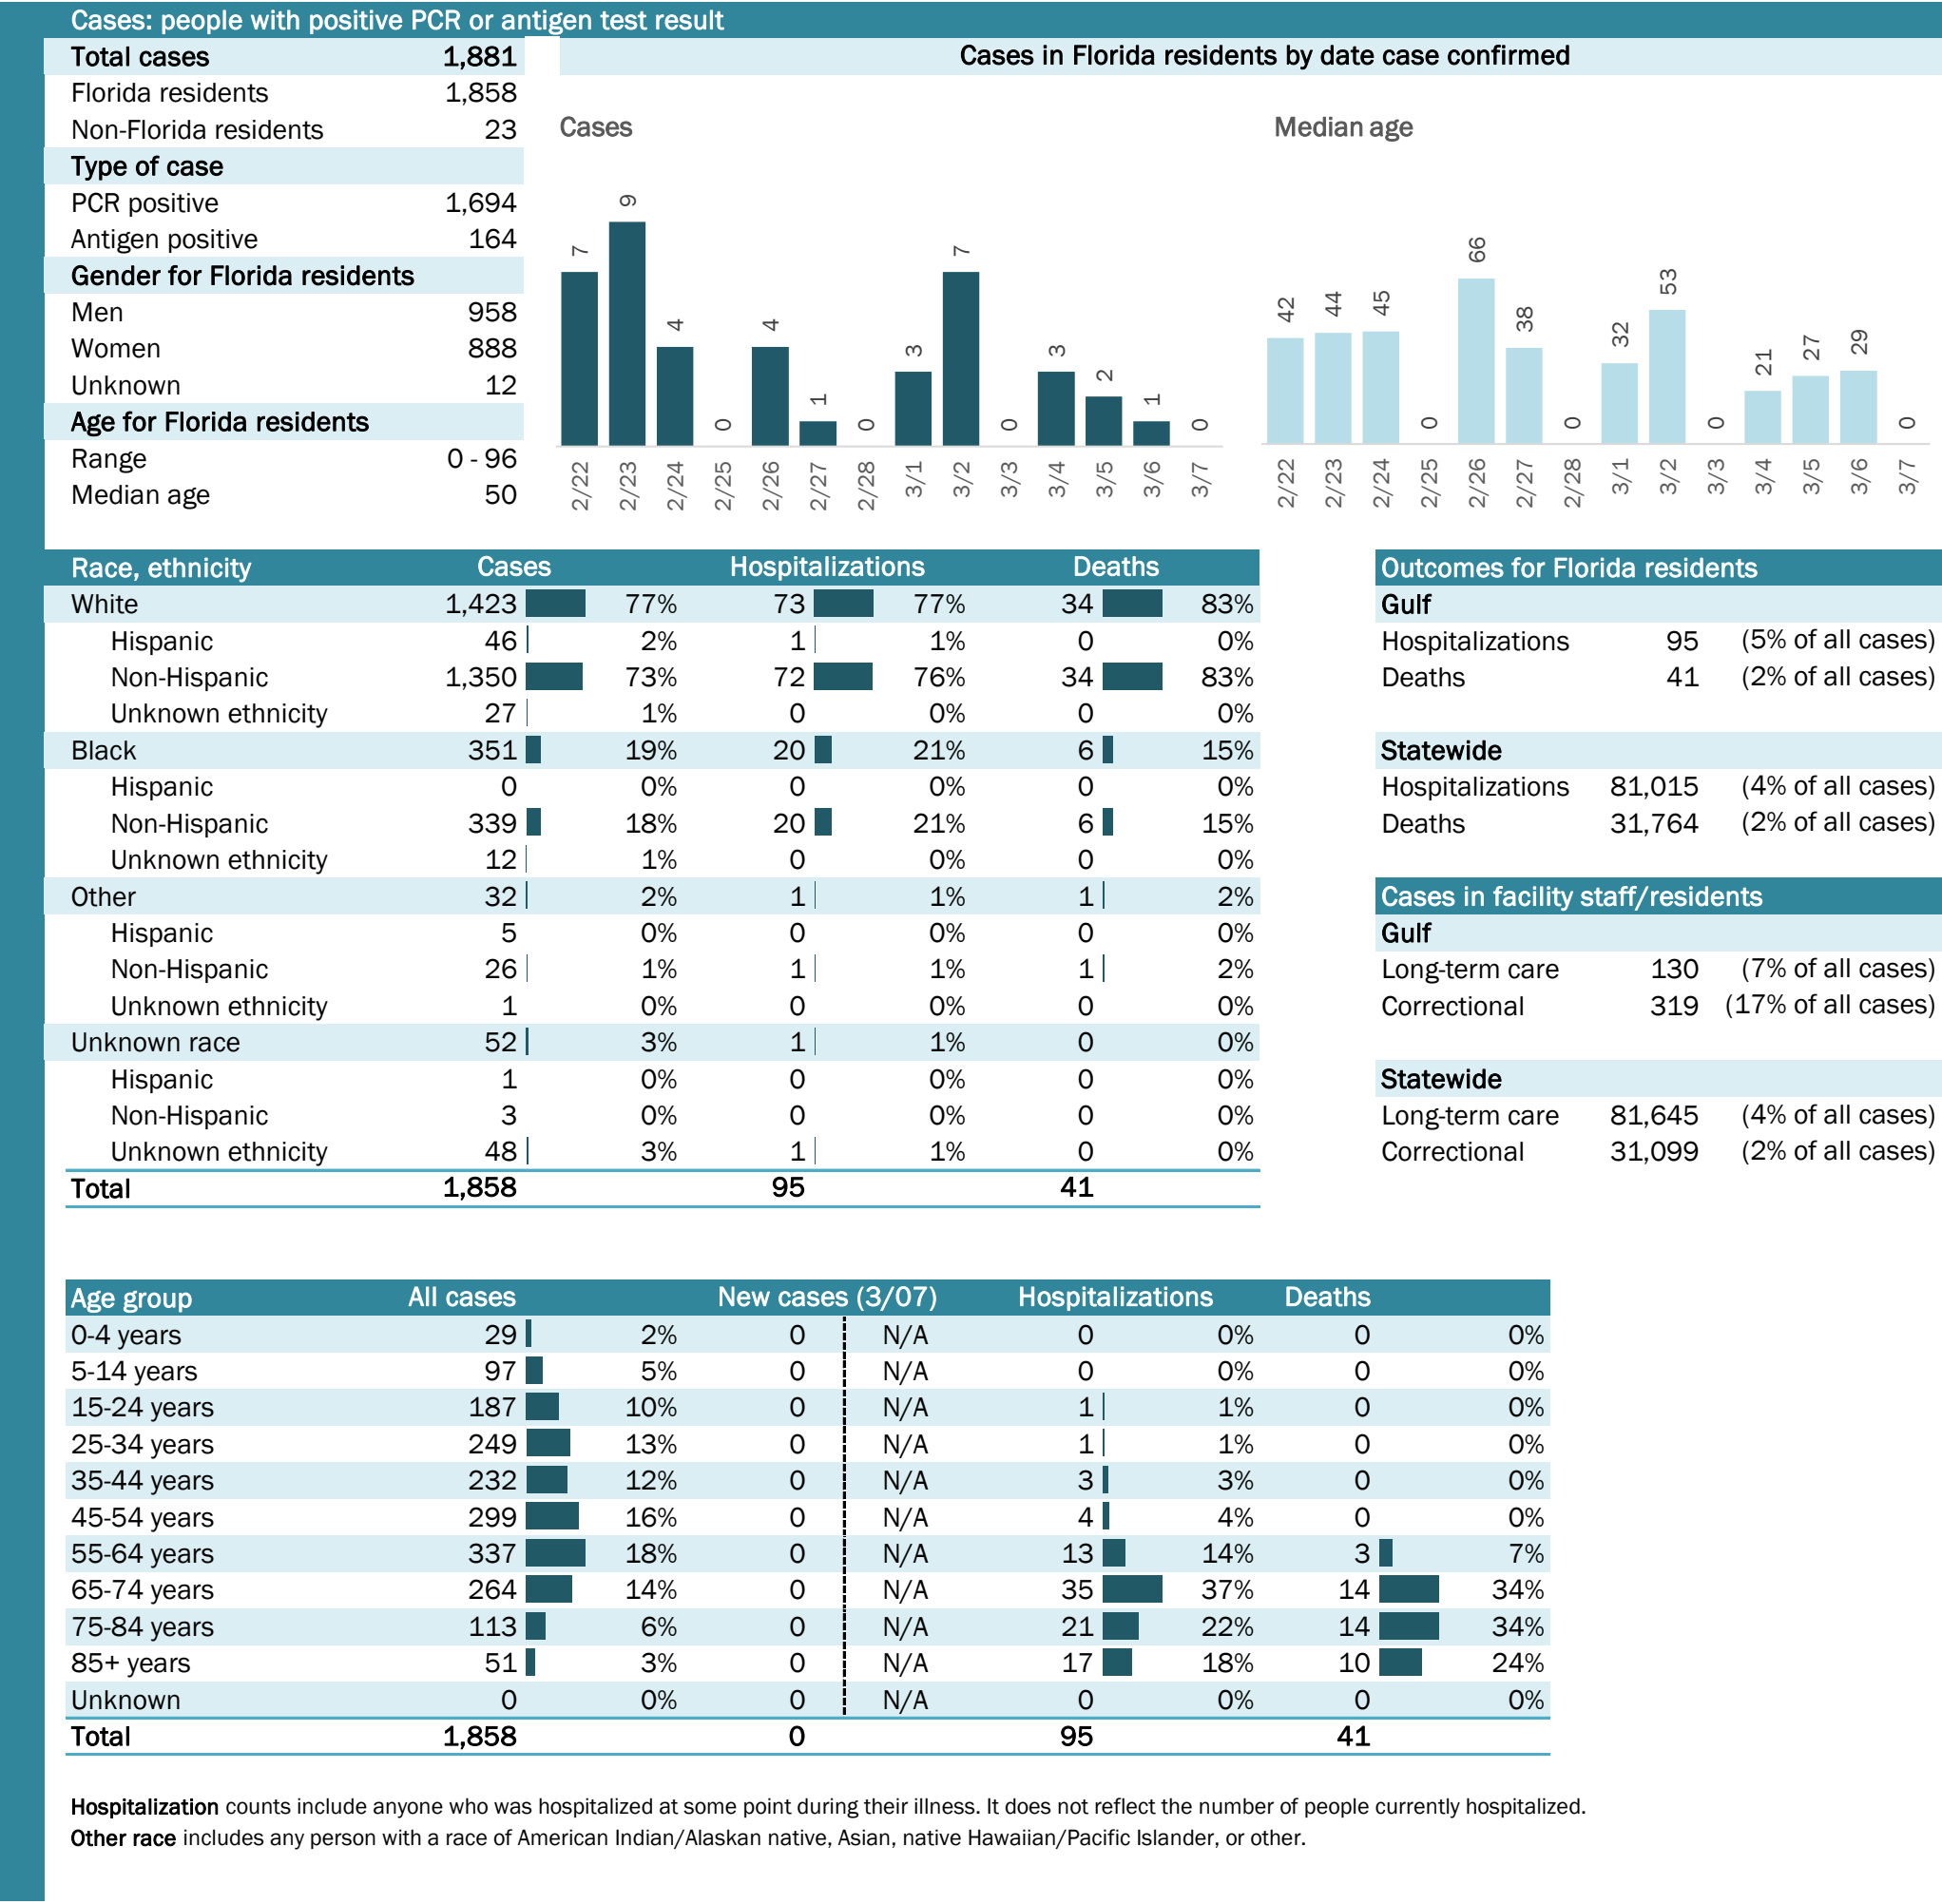 Cases: people with positive PCR or antigen test result
Total cases 1,881
Florida residents 1,858
Non-Florida residents 23
Type of case
PCR positive 1,694
Antigen positive 164
Gender for Florida residents
Men 958
Women 888
Unknown 12
Age for Florida residents
Range 0 - 96
Median age 50
Cases in Florida residents by date case confirmed
Cases
7 9 4 0 4 1 0 3 7 0 3 2 1 0
2/22 2/23 2/24 2/25 2/26 2/27 2/28 3/1 3/2 3/3 3/4 3/5 3/6 3/7
Median age
42 44 45 0 66 38 0 32 53 0 21 27 29 0
2/22 2/23 2/24 2/25 2/26 2/27 2/28 3/1 3/2 3/3 3/4 3/5 3/6 3/7
Race, ethnicity Cases Hospitalizations Deaths
White 1,423 77% 73 77% 34 83%
Hispanic 46 2% 1 1% 0 0%
Non-Hispanic 1,350 73% 72 76% 34 83%
Unknown ethnicity 27 1% 0 0% 0 0%
Black 351 19% 20 21% 6 15%
Hispanic 0 0% 0 0% 0 0%
Non-Hispanic 339 18% 20 21% 6 15%
Unknown ethnicity 12 1% 0 0% 0 0%
Other 32 2% 1 1% 1 2%
Hispanic 5 0% 0 0% 0 0%
Non-Hispanic 26 1% 1 1% 1 2%
Unknown ethnicity 1 0% 0 0% 0 0%
Unknown race 52 3% 1 1% 0 0%
Hispanic 1 0% 0 0% 0 0%
Non-Hispanic 3 0% 0 0% 0 0%
Unknown ethnicity 48 3% 1 1% 0 0%
Total 1,858 95 41
Outcomes for Florida residents
Gulf
Hospitalizations 95 (5% of all cases)
Deaths 41 (2% of all cases)
Statewide
Hospitalizations 81,015 (4% of all cases)
Deaths 31,764 (2% of all cases)
Cases in facility staff/residents
Gulf
Long-term care 130 (7% of all cases)
Correctional 319 (17% of all cases)
Statewide
Long-term care 81,645 (4% of all cases)
Correctional 31,099 (2% of all cases)
Age group All cases New cases (3/07) Hospitalizations Deaths
0-4 years 29 2% 0 N/A 0 0% 0 0%
5-14 years 97 5% 0 N/A 0 0% 0 0%
15-24 years 187 10% 0 N/A 1 1% 0 0%
25-34 years 249 13% 0 N/A 1 1% 0 0%
35-44 years 232 12% 0 N/A 3 3% 0 0%
45-54 years 299 16% 0 N/A 4 4% 0 0%
55-64 years 337 18% 0 N/A 13 14% 3 7%
65-74 years 264 14% 0 N/A 35 37% 14 34%
75-84 years 113 6% 0 N/A 21 22% 14 34%
85+ years 51 3% 0 N/A 17 18% 10 24%
Unknown 0 0% 0 N/A 0 0% 0 0%
Total 1,858 0 95 41
Hospitalization counts include anyone who was hospitalized at some point during their illness. It does not reflect the number of people currently hospitalized.
Other race includes any person with a race of American Indian/Alaskan native, Asian, native Hawaiian/Pacific Islander, or other.